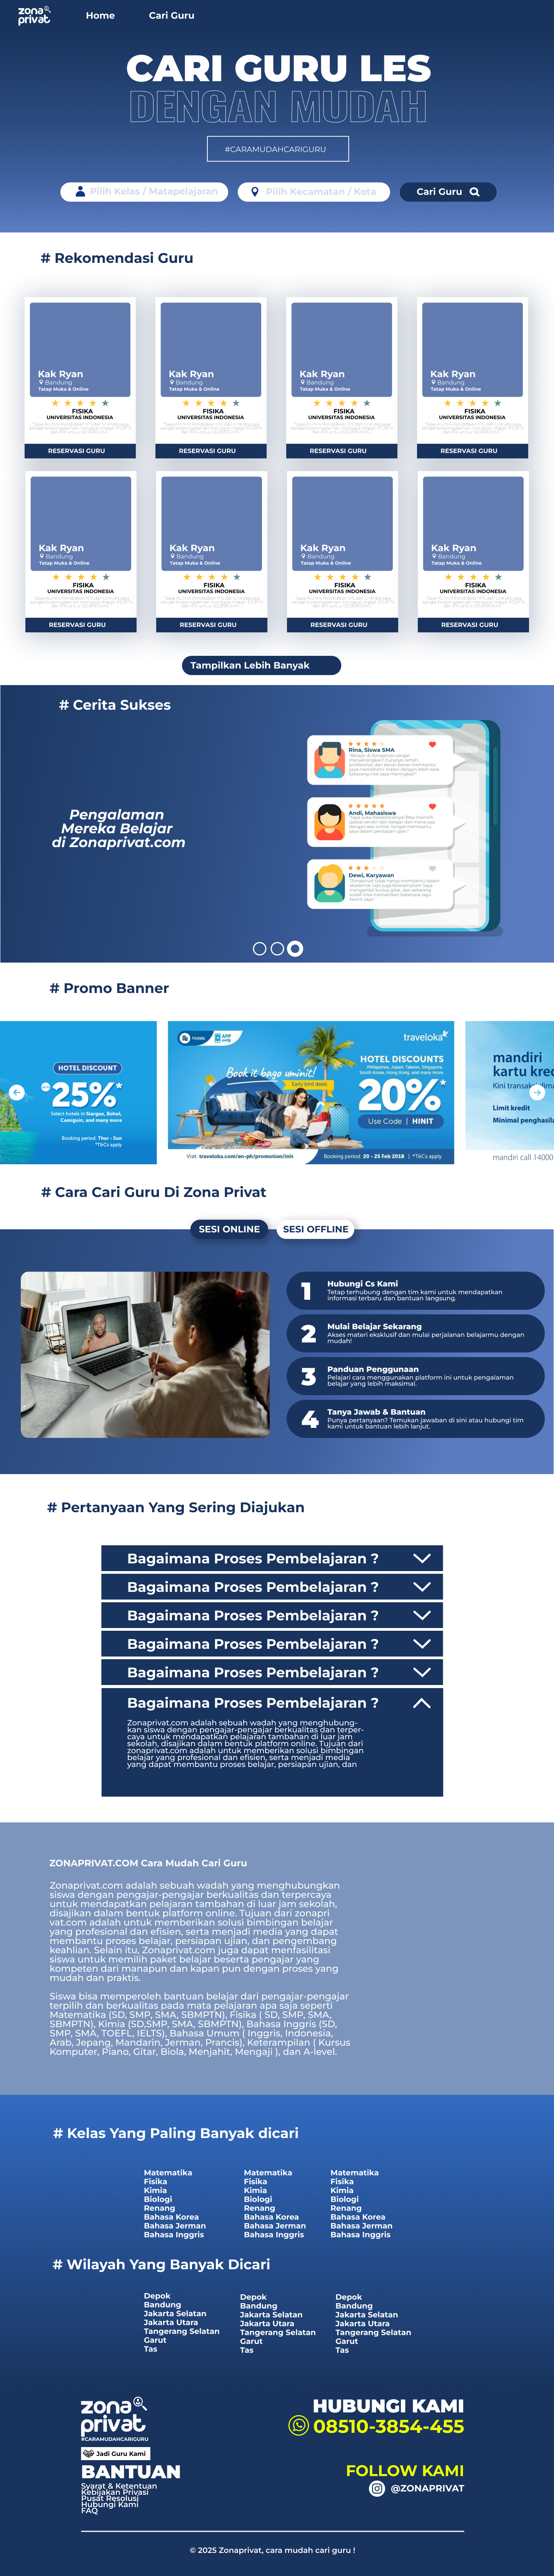 zona
privat
Home
Cari Guru
CARI GURU LES
DENGAN MUDAH
#CARAMUDAHCARIGURU
Pilih Kelas / Matapelajaran
Pilih Kecamatan / Kota
Cari Guru
# Rekomendasi Guru
Kak Ryan
Bandung
Tatap Muka & Online
FISIKA
UNIVERSITAS INDONESIA
RESERVASI GURU
Kak Ryan
Bandung
Tatap Muka & Online
FISIKA
UNIVERSITAS INDONESIA
RESERVASI GURU
Kak Ryan
Bandung
Tatap Muka & Online
FISIKA
UNIVERSITAS INDONESIA
RESERVASI GURU
Kak Ryan
Bandung
Tatap Muka & Online
FISIKA
UNIVERSITAS INDONESIA
RESERVASI GURU
Kak Ryan
Bandung
Tatap Muka & Online
FISIKA
UNIVERSITAS INDONESIA
RESERVASI GURU
Kak Ryan
Bandung
Tatap Muka & Online
FISIKA
UNIVERSITAS INDONESIA
RESERVASI GURU
Kak Ryan
Bandung
Tatap Muka & Online
FISIKA
UNIVERSITAS INDONESIA
RESERVASI GURU
Kak Ryan
Bandung
Tatap Muka & Online
FISIKA
UNIVERSITAS INDONESIA
RESERVASI GURU
Tampilkan Lebih Banyak
# Cerita Sukses
Pengalaman
Mereka Belajar
di Zonaprivat.com
Rina, Siswa SMA
Andi, Mahasiswa
Dewi, Karyawan
# Promo Banner
HOTEL DISCOUNT
25%*
Select hotels in Siargao, Bohol,
Camiguin, and many more
Booking period: Thur - Sun
*T&Cs apply
Hotels
APP only
traveloka
Book it bago uminit!
Early bird deals
HOTEL DISCOUNTS
Philippines, Japan, Taiwan, Singapore,
South Korea, Hong Kong, and many more.
20%*
Use Code | HINIT
Visit: traveloka.com/en-ph/promotion/init
Booking period: 20 - 25 Feb 2018 | *T&Cs apply
mandiri
kartu kred
Kini transaksi dima
Limit kredit
Minimal penghasila
mandiri call 14000
# Cara Cari Guru Di Zona Privat
SESI ONLINE
SESI OFFLINE
1
Hubungi Cs Kami
Tetap terhubung dengan tim kami untuk mendapatkan
informasi terbaru dan bantuan langsung.
2
Mulai Belajar Sekarang
Akses materi eksklusif dan mulai perjalanan belajarmu dengan
mudah!
3
Panduan Penggunaan
Pelajari cara menggunakan platform ini untuk pengalaman
belajar yang lebih maksimal.
4
Tanya Jawab & Bantuan
Punya pertanyaan? Temukan jawaban di sini atau hubungi tim
kami untuk bantuan lebih lanjut.
# Pertanyaan Yang Sering Diajukan
Bagaimana Proses Pembelajaran ?
Bagaimana Proses Pembelajaran ?
Bagaimana Proses Pembelajaran ?
Bagaimana Proses Pembelajaran ?
Bagaimana Proses Pembelajaran ?
Bagaimana Proses Pembelajaran ?
Zonaprivat.com adalah sebuah wadah yang menghubung-
kan siswa dengan pengajar-pengajar berkualitas dan terper-
caya untuk mendapatkan pelajaran tambahan di luar jam
sekolah, disajikan dalam bentuk platform online. Tujuan dari
zonaprivat.com adalah untuk memberikan solusi bimbingan
belajar yang profesional dan efisien, serta menjadi media
yang dapat membantu proses belajar, persiapan ujian, dan
ZONAPRIVAT.COM Cara Mudah Cari Guru
Zonaprivat.com adalah sebuah wadah yang menghubungkan
siswa dengan pengajar-pengajar berkualitas dan terpercaya
untuk mendapatkan pelajaran tambahan di luar jam sekolah,
disajikan dalam bentuk platform online. Tujuan dari zonapri
vat.com adalah untuk memberikan solusi bimbingan belajar
yang profesional dan efisien, serta menjadi media yang dapat
membantu proses belajar, persiapan ujian, dan pengembang
keahlian. Selain itu, Zonaprivat.com juga dapat menfasilitasi
siswa untuk memilih paket belajar beserta pengajar yang
kompeten dari manapun dan kapan pun dengan proses yang
mudah dan praktis.
Siswa bisa memperoleh bantuan belajar dari pengajar-pengajar
terpilih dan berkualitas pada mata pelajaran apa saja seperti
Matematika (SD, SMP, SMA, SBMPTN), Fisika ( SD, SMP, SMA,
SBMPTN), Kimia (SD,SMP, SMA, SBMPTN), Bahasa Inggris (SD,
SMP, SMA, TOEFL, IELTS), Bahasa Umum ( Inggris, Indonesia,
Arab, Jepang, Mandarin, Jerman, Prancis), Keterampilan ( Kursus
Komputer, Piano, Gitar, Biola, Menjahit, Mengaji ), dan A-level.
# Kelas Yang Paling Banyak dicari
Matematika
Fisika
Kimia
Biologi
Renang
Bahasa Korea
Bahasa Jerman
Bahasa Inggris
Matematika
Fisika
Kimia
Biologi
Renang
Bahasa Korea
Bahasa Jerman
Bahasa Inggris
Matematika
Fisika
Kimia
Biologi
Renang
Bahasa Korea
Bahasa Jerman
Bahasa Inggris
# Wilayah Yang Banyak Dicari
Depok
Bandung
Jakarta Selatan
Jakarta Utara
Tangerang Selatan
Garut
Tas
Depok
Bandung
Jakarta Selatan
Jakarta Utara
Tangerang Selatan
Garut
Tas
Depok
Bandung
Jakarta Selatan
Jakarta Utara
Tangerang Selatan
Garut
Tas
zona
privat
#CARAMUDAHCARIGURU
Jadi Guru Kami
BANTUAN
Syarat & Ketentuan
Kebijakan Privasi
Pusat Resolusi
Hubungi Kami
FAQ
HUBUNGI KAMI
08510-3854-455
FOLLOW KAMI
@ZONAPRIVAT
© 2025 Zonaprivat, cara mudah cari guru !